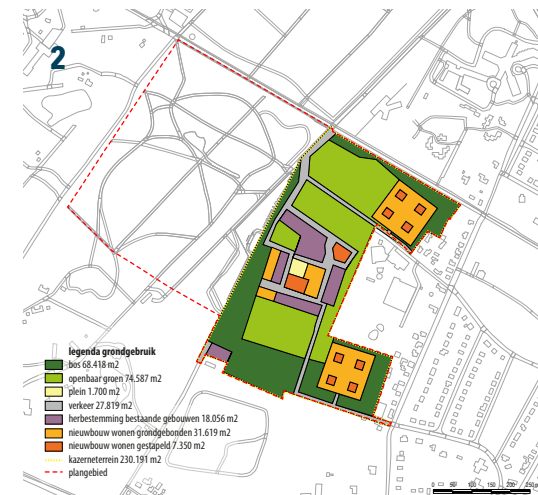 2
legenda grondgebruik
bos 68.418 m2
openbaar groen 74.587 m2
plein 1.700 m2
verkeer 27.819 m2
herbestemming bestaande gebouwen 18.056 m2
nieuwbouw wonen grondgebonden 31.619 m2
nieuwbouw wonen gestapeld 7.350 m2
kazerneterrein 230.191 m2
plangebied
0 50 100 150 200 250